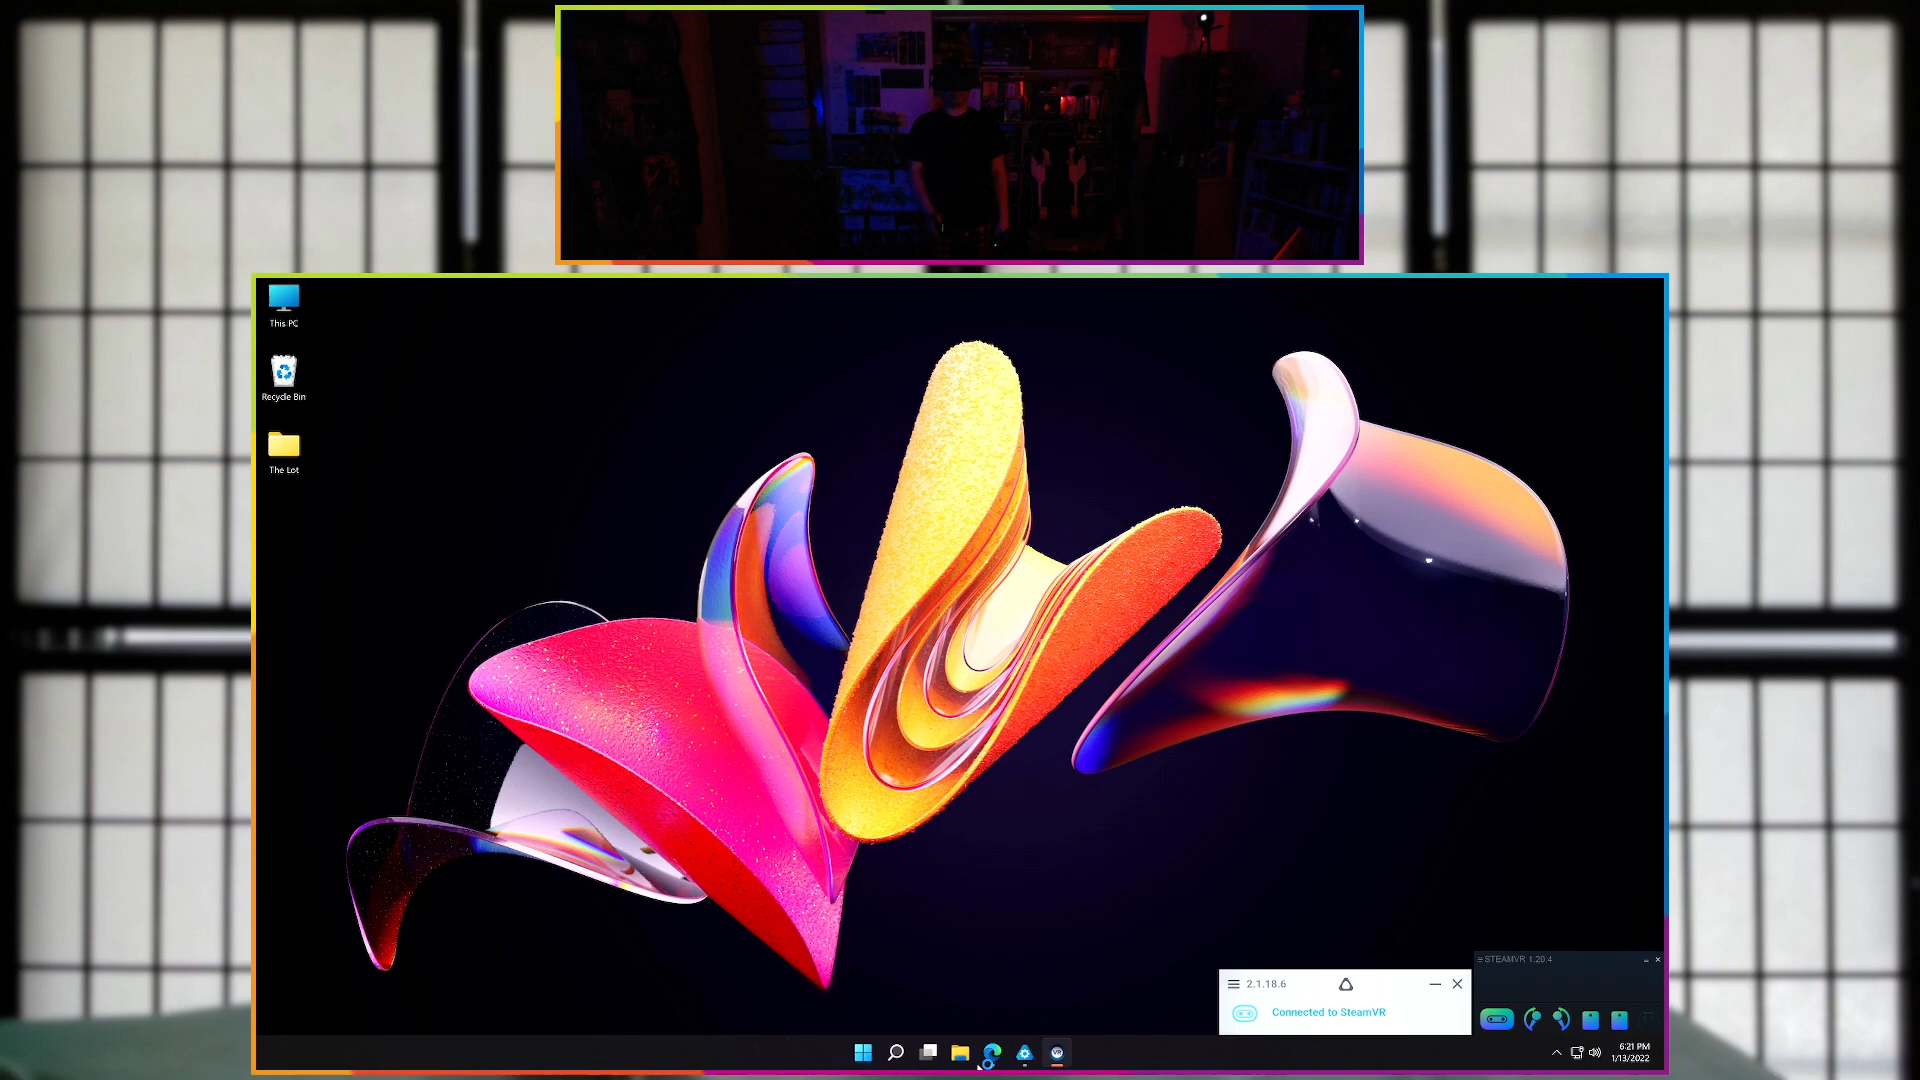 This PC
Recycle Bin
The Lot
2.1.18.6
Connected to SteamVR
≡STEAMVR 1.20.4
VR
6:21 PM
1/13/2022